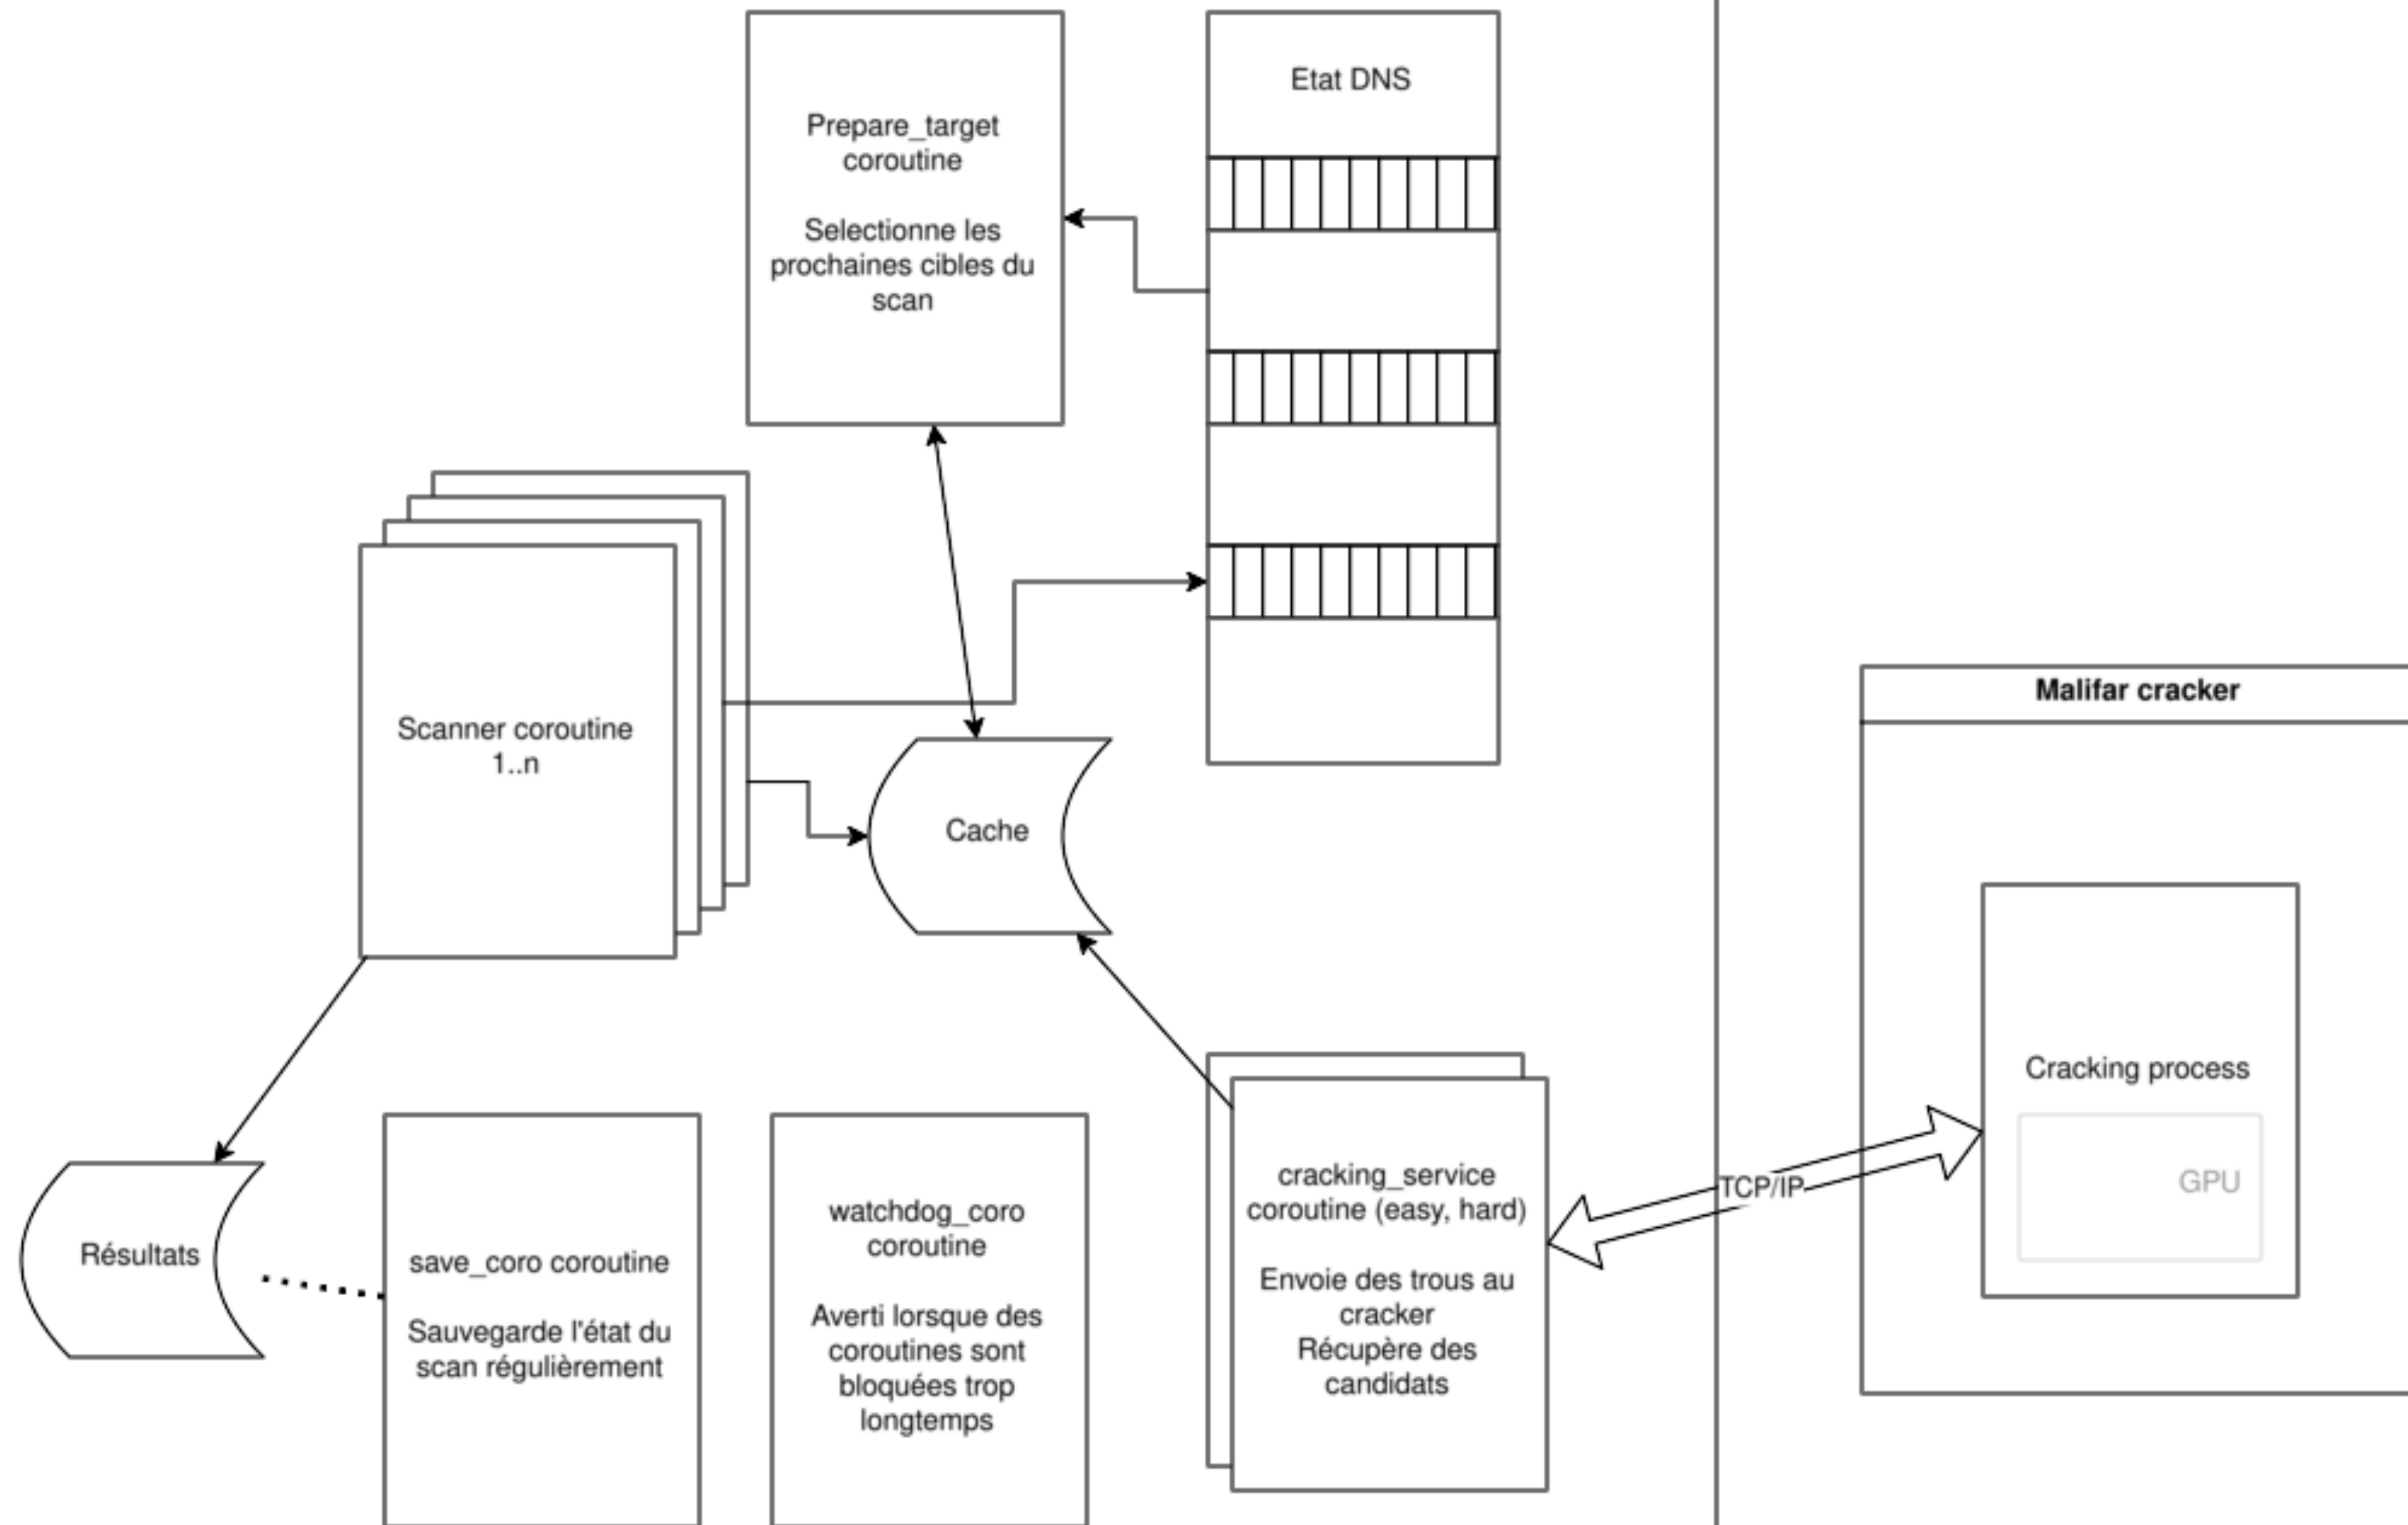 Etat DNS
Prepare_target
coroutine
Selectionne les
prochaines cibles du
scan
Malifar cracker
Scanner coroutine
1..n
Cache
Cracking process
GPU
TCP/IP
cracking_service
coroutine (easy, hard)
Envoie des trous au
cracker
Récupère des
candidats
watchdog_coro
coroutine
Averti lorsque des
coroutines sont
bloquées trop
longtemps
save_coro coroutine
Sauvegarde l'état du
scan régulièrement
Résultats